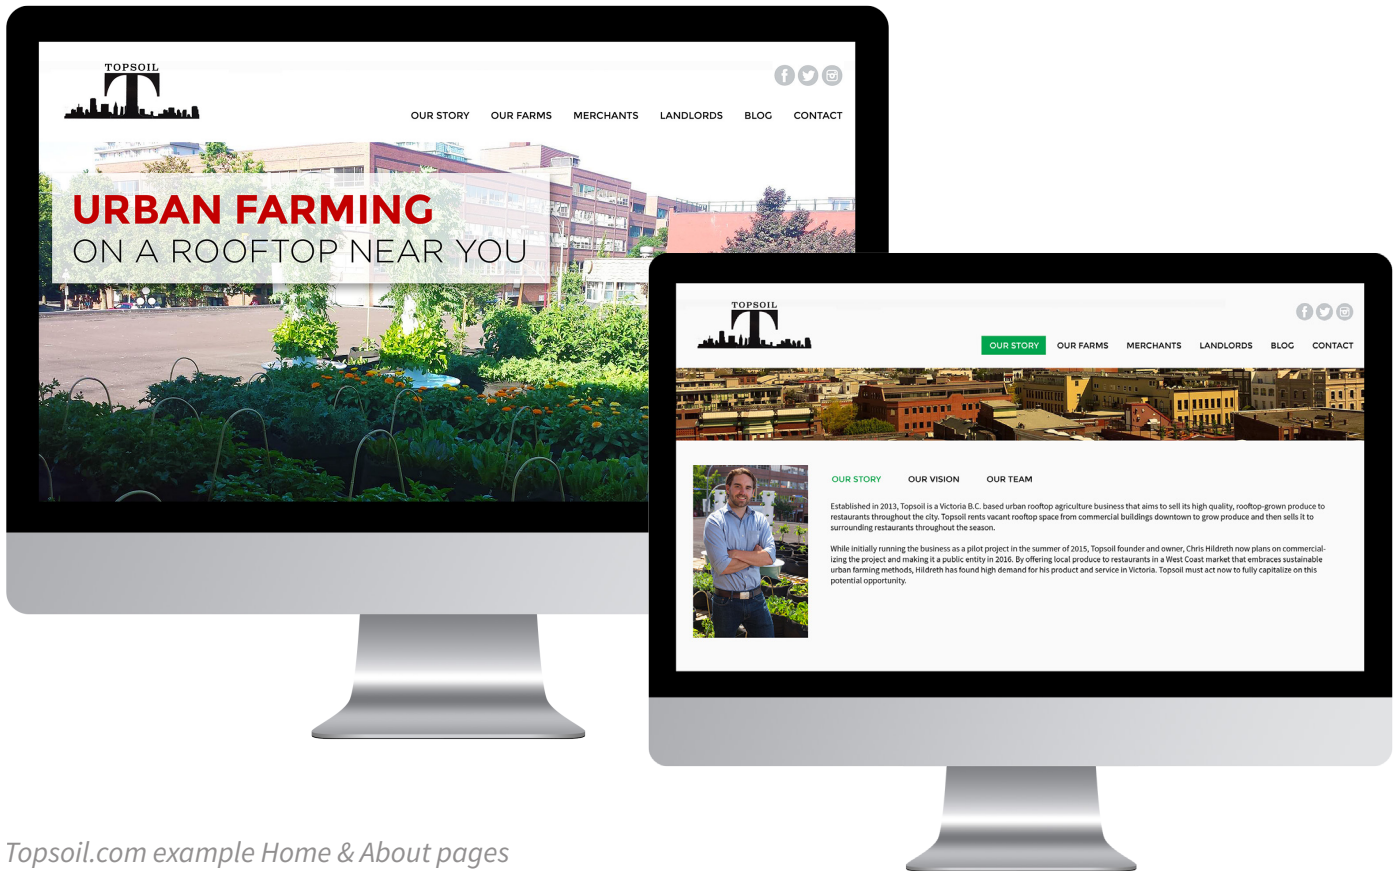 TOPSOIL
T
OUR STORY OUR FARMS MERCHANTS LANDLORDS BLOG CONTACT
URBAN FARMING
ON A ROOFTOP NEAR YOU
TOPSOIL
T
OUR STORY OUR FARMS MERCHANTS LANDLORDS BLOG CONTACT
OUR STORY OUR VISION OUR TEAM
Established in 2013, Topsoil is a Victoria B.C. based urban rooftop agriculture business that aims to sell its high quality, rooftop-grown produce to
restaurants throughout the city. Topsoil rents vacant rooftop space from commercial buildings downtown to grow produce and then sells it to
surrounding restaurants throughout the season.
While initially running the business as a pilot project in the summer of 2015, Topsoil founder and owner, Chris Hildreth now plans on commercial-
izing the project and making it a public entity in 2016. By offering local produce to restaurants in a West Coast market that embraces sustainable
urban farming methods, Hildreth has found high demand for his product and service in Victoria. Topsoil must act now to fully capitalize on this
potential opportunity.
Topsoil.com example Home & About pages